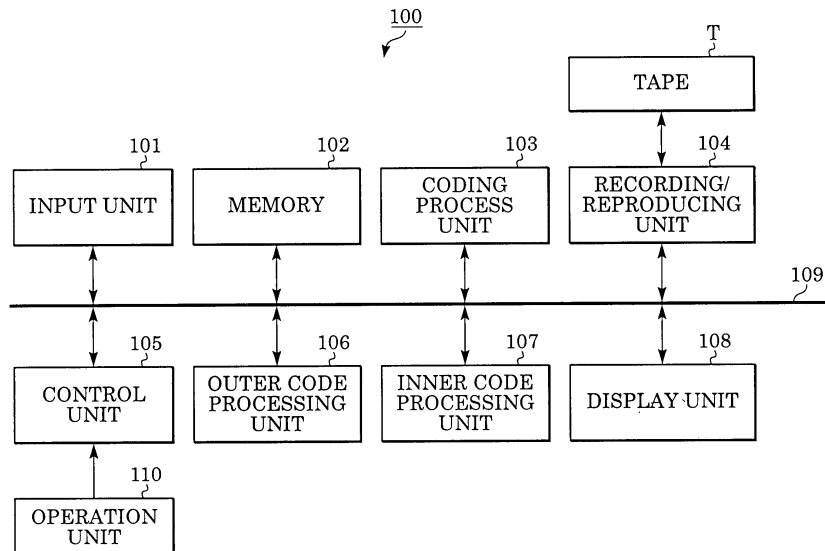 100
T
TAPE
101
102
103
104
INPUT UNIT
MEMORY
CODING
PROCESS
UNIT
RECORDING/
REPRODUCING
UNIT
109
105
106
107
108
CONTROL
UNIT
OUTER CODE
PROCESSING
UNIT
INNER CODE
PROCESSING
UNIT
DISPLAY UNIT
110
OPERATION
UNIT